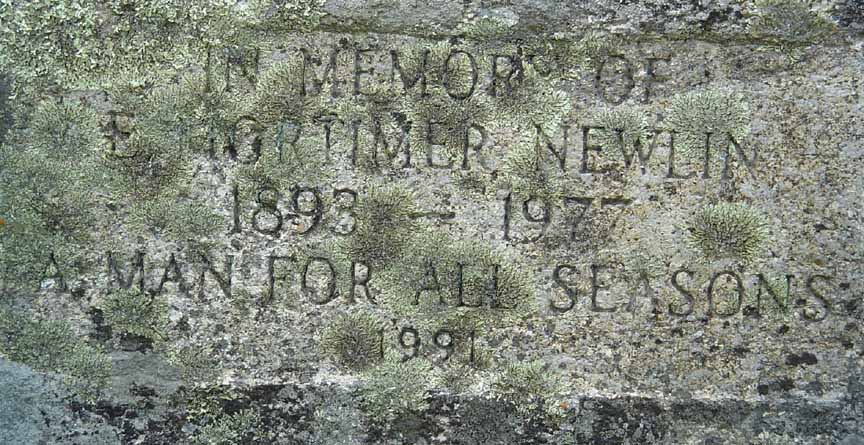 IN MEMORY OF
E MORTIMER NEWLIN
1893 - 1977
A MAN FOR ALL SEASONS
1991